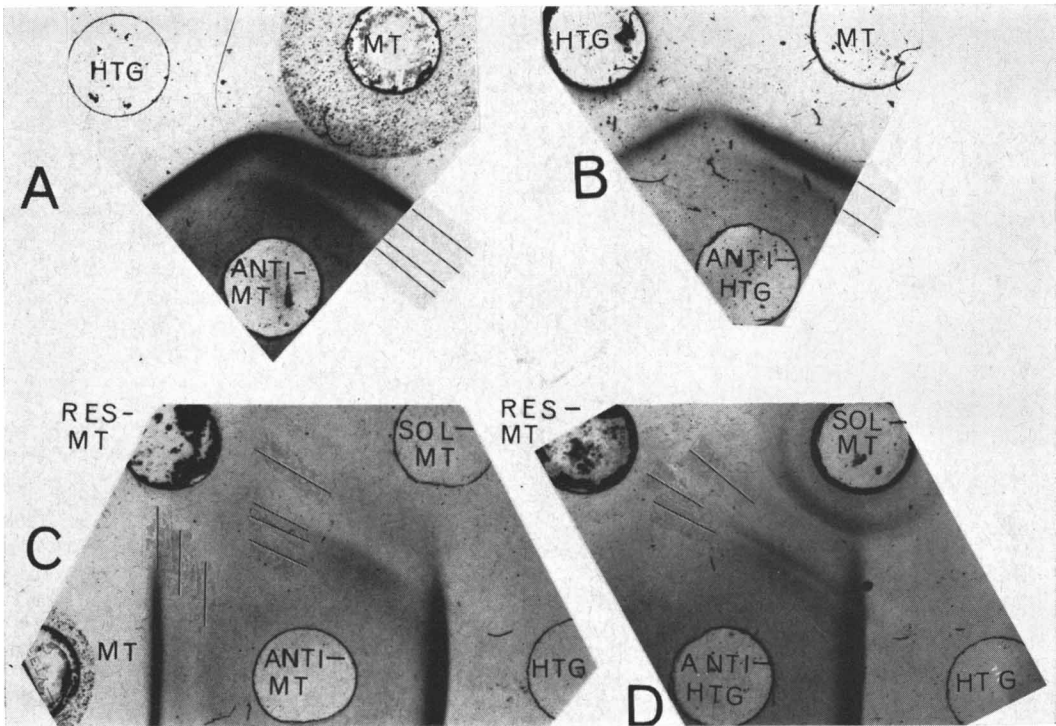 HTG
MT
A
ANTI-
MT
HTG
MT
B
ANTI-
HTG
RES-
MT
SOL-
MT
C
MT
ANTI-
MT
HTG
RES-
MT
SOL-
MT
D
ANTI-
HTG
HTG